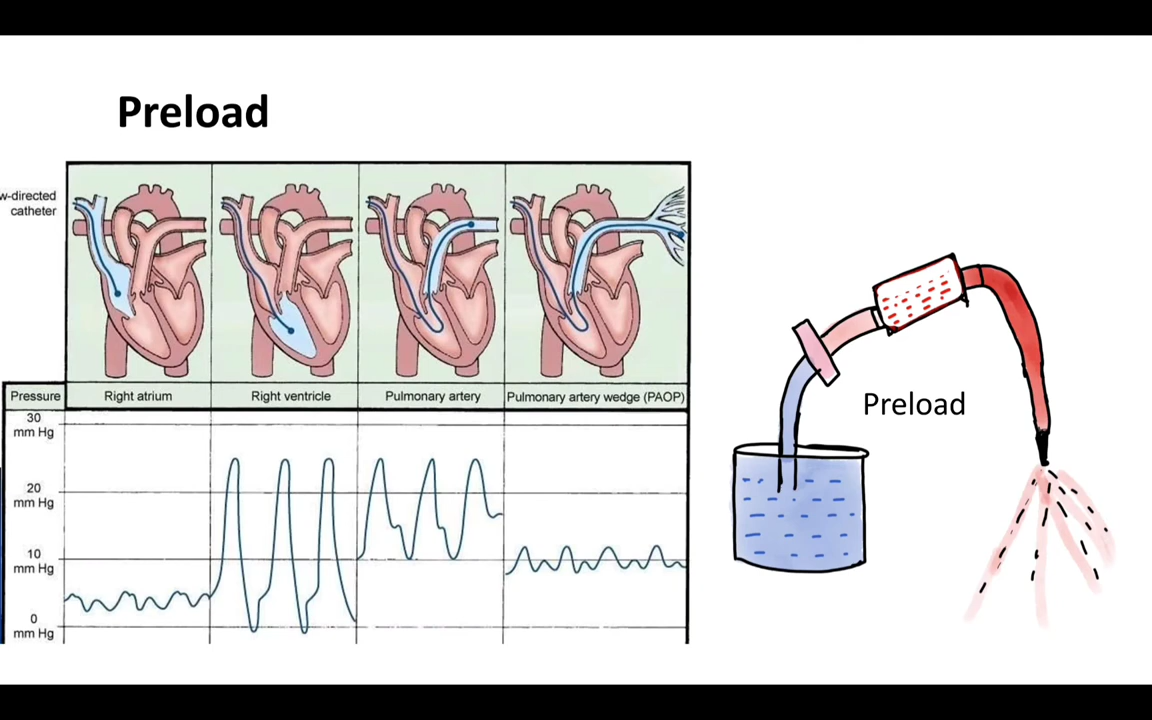 Preload
w-directed
catheter
Pressure
Right atrium
Right ventricle
Pulmonary artery
Pulmonary artery wedge (PAOP)
30
mm Hg
20
mm Hg
10
mm Hg
0
mm Hg
Preload